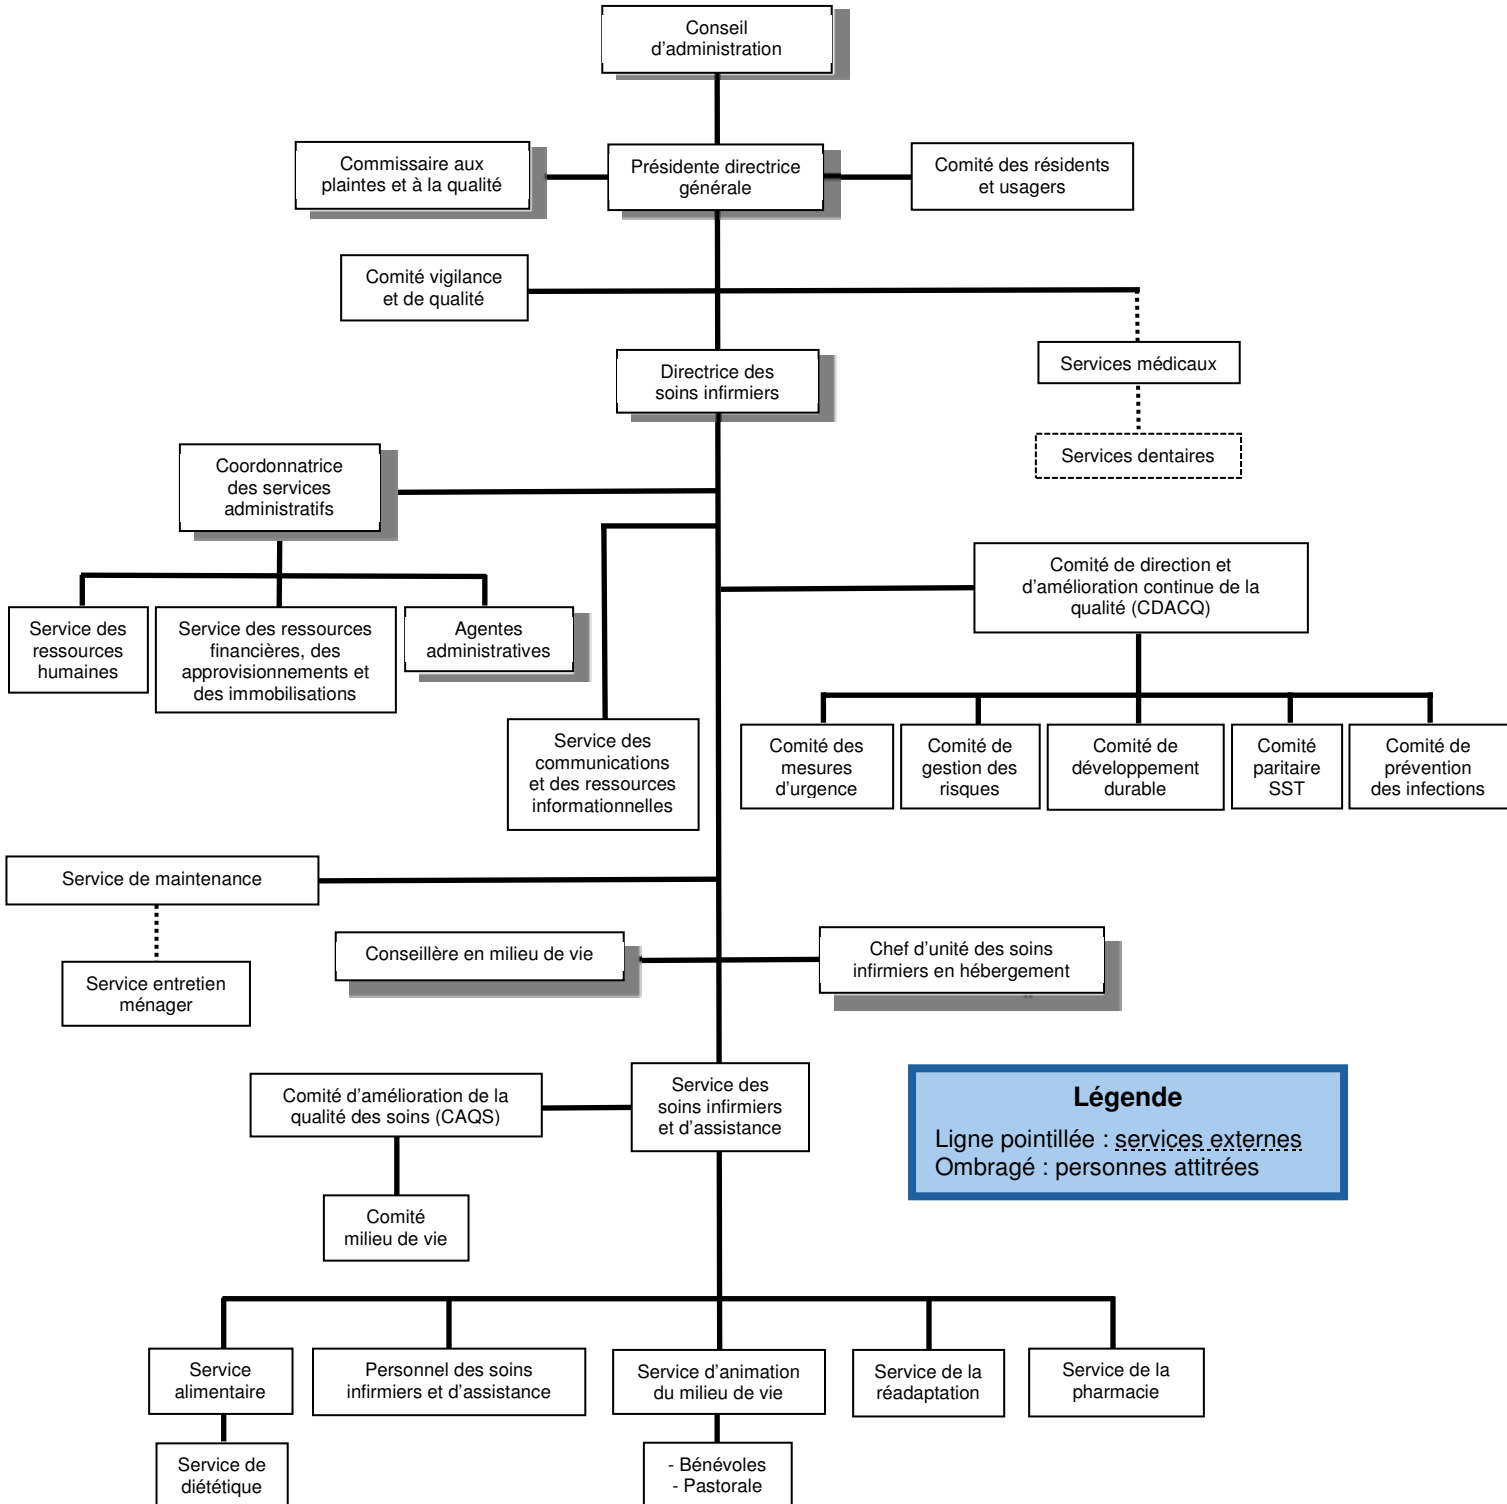 Conseil
d'administration
Commissaire aux
plaintes et à la qualité
Présidente directrice
générale
Comité des résidents
et usagers
Comité vigilance
et de qualité
Services médicaux
Directrice des
soins infirmiers
Services dentaires
Coordonnatrice
des services
administratifs
Comité de direction et
d'amélioration continue de la
qualité (CDACQ)
Service des
ressources
humaines
Service des ressources
financières, des
approvisionnements et
des immobilisations
Agentes
administratives
Service des
communications
et des ressources
informationnelles
Comité des
mesures
d'urgence
Comité de
gestion des
risques
Comité de
développement
durable
Comité
paritaire
SST
Comité de
prévention
des infections
Service de maintenance
Conseillère en milieu de vie
Chef d'unité des soins
infirmiers en hébergement
Service entretien
ménager
Comité d'amélioration de la
qualité des soins (CAQS)
Service des
soins infirmiers
et d'assistance
Légende
Ligne pointillée : services externes
Ombragé : personnes attitrées
Comité
milieu de vie
Service
alimentaire
Personnel des soins
infirmiers et d'assistance
Service d'animation
du milieu de vie
Service de la
réadaptation
Service de la
pharmacie
Service de
diététique
- Bénévoles
- Pastorale